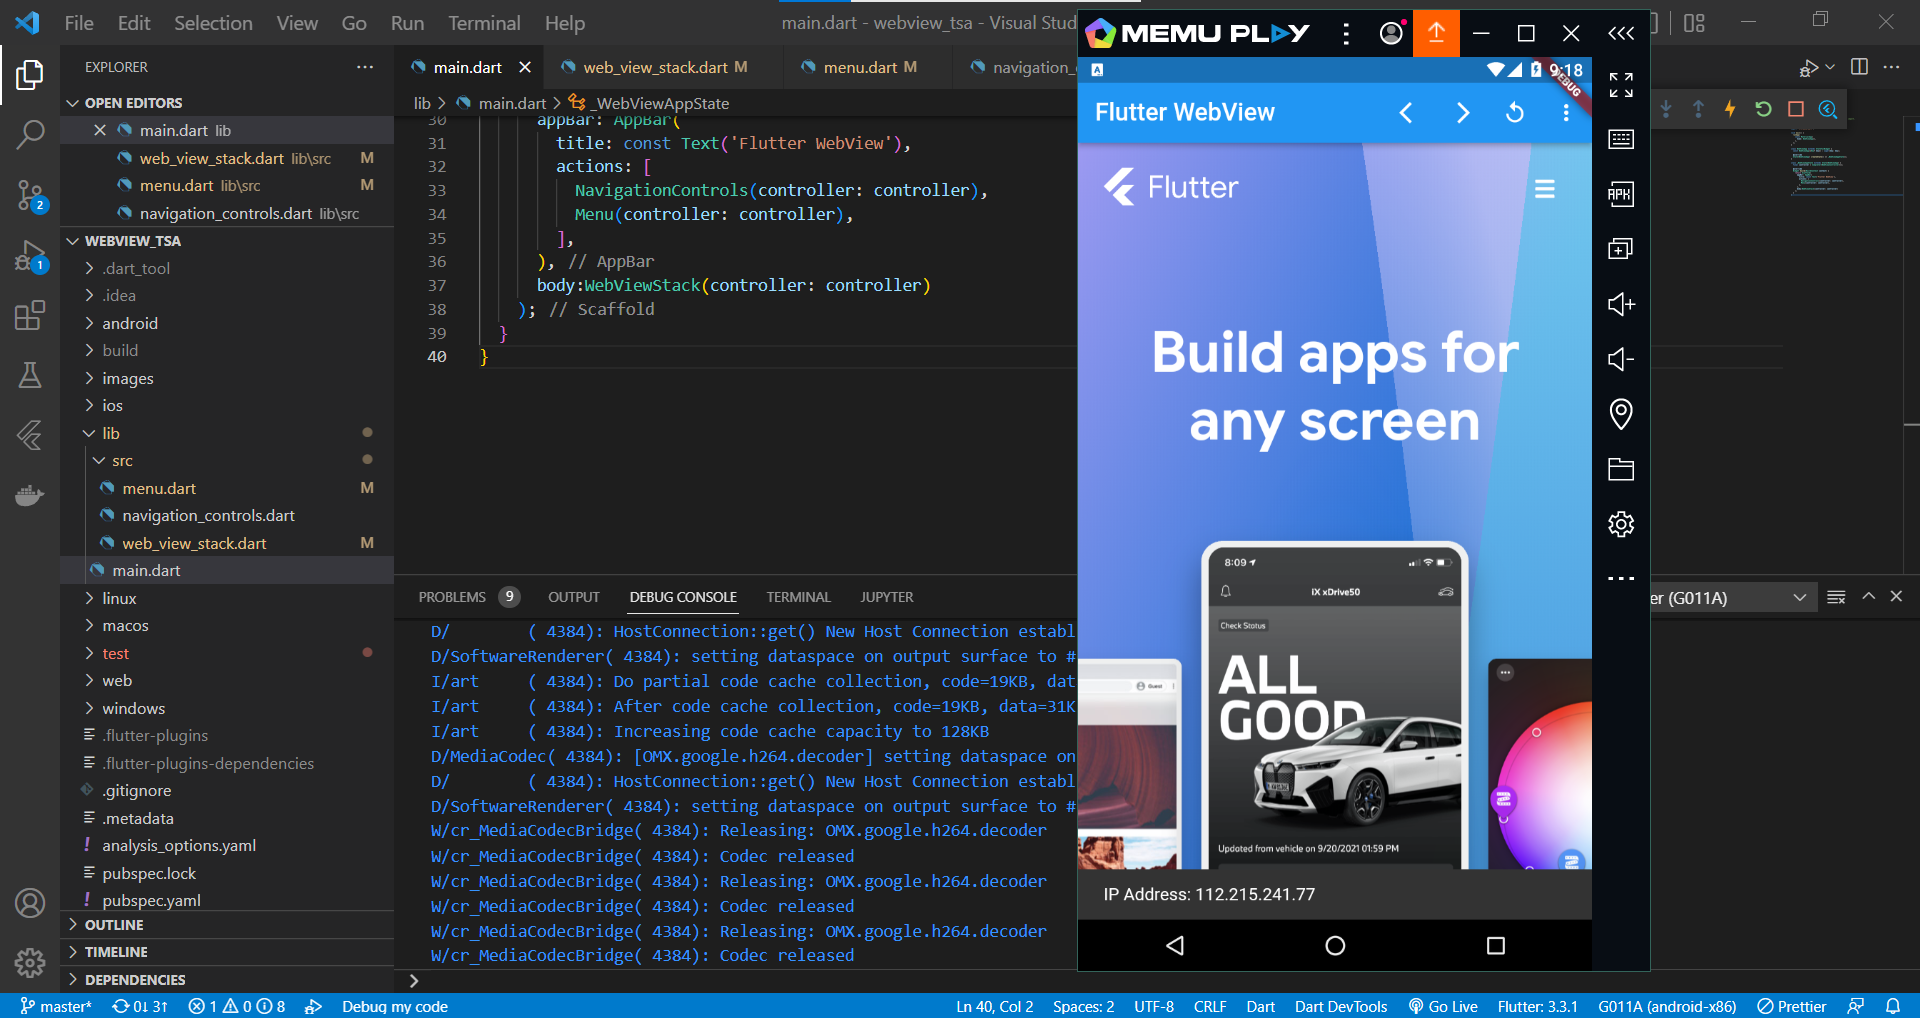 File Edit Selection View Go Run Terminal Help
main.dart - webview_tsa - Visual Stud
EXPLORER
OPEN EDITORS
main.dart lib
web_view_stack.dart lib\src M
menu.dart lib\src M
navigation_controls.dart lib\src
WEBVIEW_TSA
.dart_tool
.idea
android
build
images
ios
lib
src
menu.dart M
navigation_controls.dart
web_view_stack.dart M
main.dart
linux
macos
test
web
windows
.flutter-plugins
.flutter-plugins-dependencies
.gitignore
.metadata
analysis_options.yaml
pubspec.lock
pubspec.yaml
OUTLINE
TIMELINE
DEPENDENCIES
2
1
main.dart
web_view_stack.dart M
menu.dart M
navigation_c
lib > main.dart > _WebViewAppState
30 appBar: AppBar(
31 title: const Text('Flutter WebView'),
32 actions: [
33 NavigationControls(controller: controller),
34 Menu(controller: controller),
35 ],
36 ), // AppBar
37 body:WebViewStack(controller: controller)
38 ); // Scaffold
39 }
40 }
PROBLEMS 9 OUTPUT DEBUG CONSOLE TERMINAL JUPYTER
er (G011A)
D/ ( 4384): HostConnection::get() New Host Connection establ
D/SoftwareRenderer( 4384): setting dataspace on output surface to #
I/art ( 4384): Do partial code cache collection, code=19KB, dat
I/art ( 4384): After code cache collection, code=19KB, data=31K
I/art ( 4384): Increasing code cache capacity to 128KB
D/MediaCodec( 4384): [OMX.google.h264.decoder] setting dataspace on
D/ ( 4384): HostConnection::get() New Host Connection establ
D/SoftwareRenderer( 4384): setting dataspace on output surface to #
W/cr_MediaCodecBridge( 4384): Releasing: OMX.google.h264.decoder
W/cr_MediaCodecBridge( 4384): Codec released
W/cr_MediaCodecBridge( 4384): Releasing: OMX.google.h264.decoder
W/cr_MediaCodecBridge( 4384): Codec released
W/cr_MediaCodecBridge( 4384): Releasing: OMX.google.h264.decoder
W/cr_MediaCodecBridge( 4384): Codec released
MEMU PLAY
9:18
DEBUG
Flutter WebView
Flutter
Build apps for
any screen
8:09
iX xDrive50
Check Status
ALL
GOOD
Updated from vehicle on 9/20/2021 01:59 PM
Guest
IP Address: 112.215.241.77
APK
master* 0↓ 3↑ 1 0 8 Debug my code
Ln 40, Col 2 Spaces: 2 UTF-8 CRLF Dart Dart DevTools Go Live Flutter: 3.3.1 G011A (android-x86) Prettier